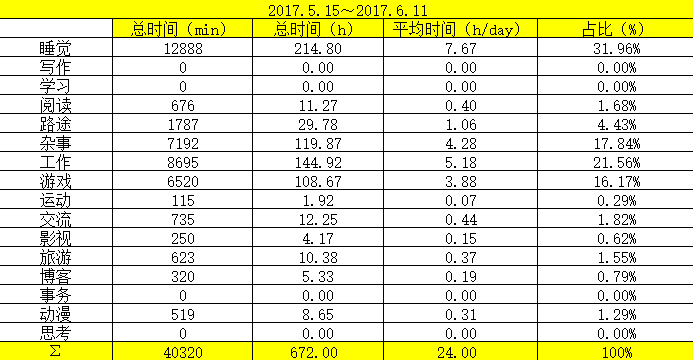 2017.5.15～2017.6.11
总时间（min） 总时间（h） 平均时间（h/day） 占比（%）
睡觉 12888 214.80 7.67 31.96%
写作 0 0.00 0.00 0.00%
学习 0 0.00 0.00 0.00%
阅读 676 11.27 0.40 1.68%
路途 1787 29.78 1.06 4.43%
杂事 7192 119.87 4.28 17.84%
工作 8695 144.92 5.18 21.56%
游戏 6520 108.67 3.88 16.17%
运动 115 1.92 0.07 0.29%
交流 735 12.25 0.44 1.82%
影视 250 4.17 0.15 0.62%
旅游 623 10.38 0.37 1.55%
博客 320 5.33 0.19 0.79%
事务 0 0.00 0.00 0.00%
动漫 519 8.65 0.31 1.29%
思考 0 0.00 0.00 0.00%
Σ 40320 672.00 24.00 100%